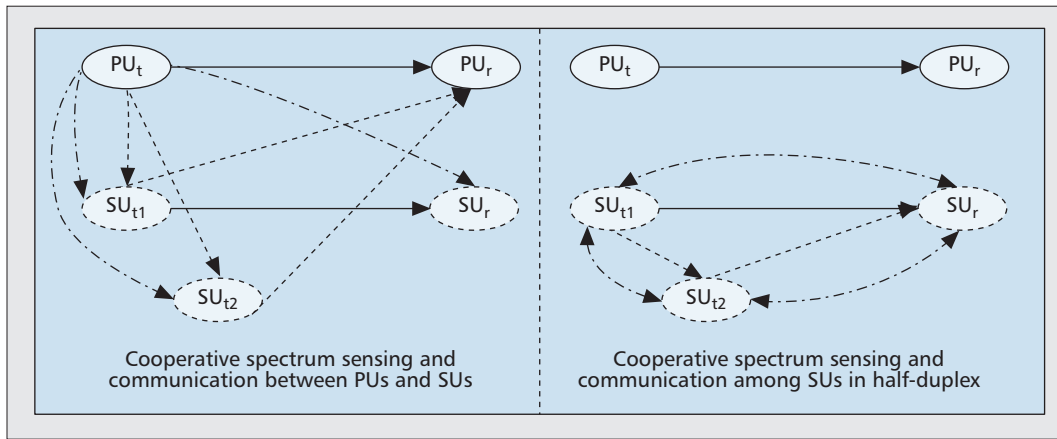 PUt
PUr
SUt1
SUr
SUt2
Cooperative spectrum sensing and
communication between PUs and SUs
PUt
PUr
SUt1
SUr
SUt2
Cooperative spectrum sensing and
communication among SUs in half-duplex